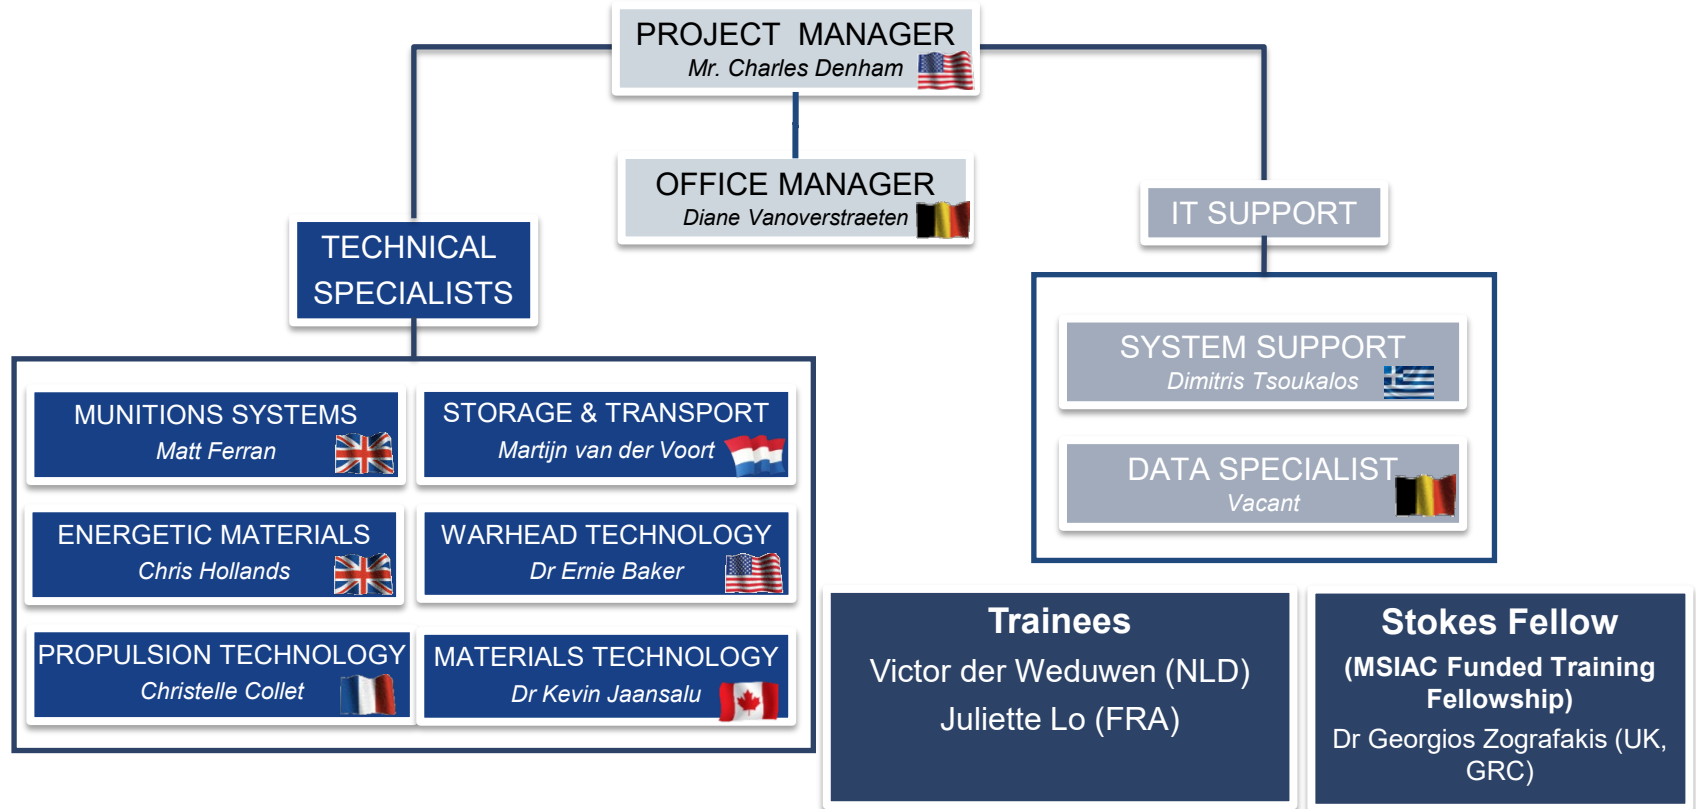 PROJECT MANAGER
Mr. Charles Denham
OFFICE MANAGER
Diane Vanoverstraeten
TECHNICAL
SPECIALISTS
IT SUPPORT
MUNITIONS SYSTEMS
Matt Ferran
STORAGE & TRANSPORT
Martijn van der Voort
ENERGETIC MATERIALS
Chris Hollands
WARHEAD TECHNOLOGY
Dr Ernie Baker
PROPULSION TECHNOLOGY
Christelle Collet
MATERIALS TECHNOLOGY
Dr Kevin Jaansalu
SYSTEM SUPPORT
Dimitris Tsoukalos
DATA SPECIALIST
Vacant
Trainees
Victor der Weduwen (NLD)
Juliette Lo (FRA)
Stokes Fellow
(MSIAC Funded Training
Fellowship)
Dr Georgios Zografakis (UK,
GRC)